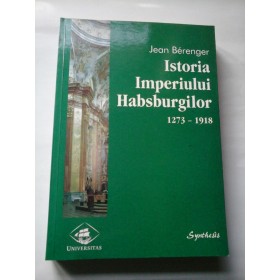 Jean Bérenger
Istoria
Imperiului
Habsburgilor
1273 - 1918
Synthesis
UNIVERSITAS